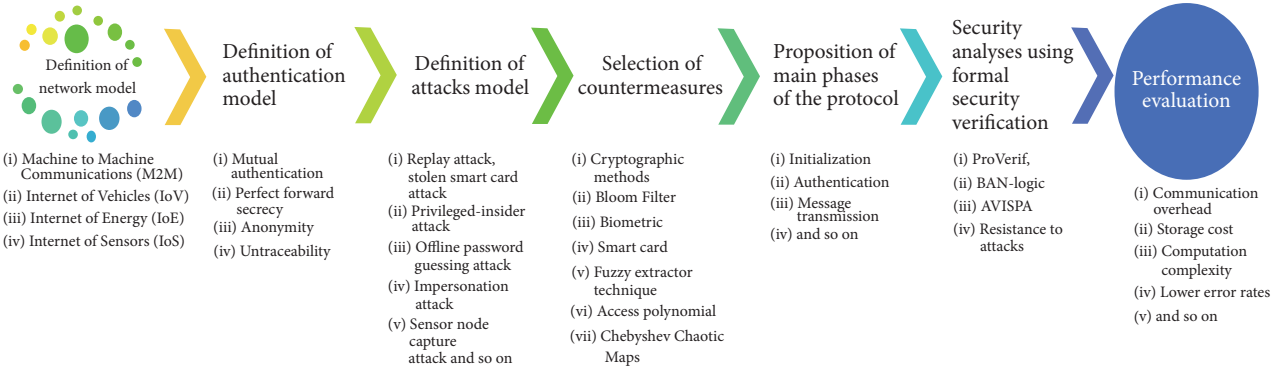 Definition of
network model
(i) Machine to Machine
Communications (M2M)
(ii) Internet of Vehicles (IoV)
(iii) Internet of Energy (IoE)
(iv) Internet of Sensors (IoS)
Definition of
authentication
model
(i) Mutual
authentication
(ii) Perfect forward
secrecy
(iii) Anonymity
(iv) Untraceability
Definition of
attacks model
(i) Replay attack,
stolen smart card
attack
(ii) Privileged-insider
attack
(iii) Offline password
guessing attack
(iv) Impersonation
attack
(v) Sensor node
capture
attack and so on
Selection of
countermeasures
(i) Cryptographic
methods
(ii) Bloom Filter
(iii) Biometric
(iv) Smart card
(v) Fuzzy extractor
technique
(vi) Access polynomial
(vii) Chebyshev Chaotic
Maps
Proposition of
main phases
of the protocol
(i) Initialization
(ii) Authentication
(iii) Message
transmission
(iv) and so on
Security
analyses using
formal
security
verification
(i) ProVerif,
(ii) BAN-logic
(iii) AVISPA
(iv) Resistance to
attacks
Performance
evaluation
(i) Communication
overhead
(ii) Storage cost
(iii) Computation
complexity
(iv) Lower error rates
(v) and so on